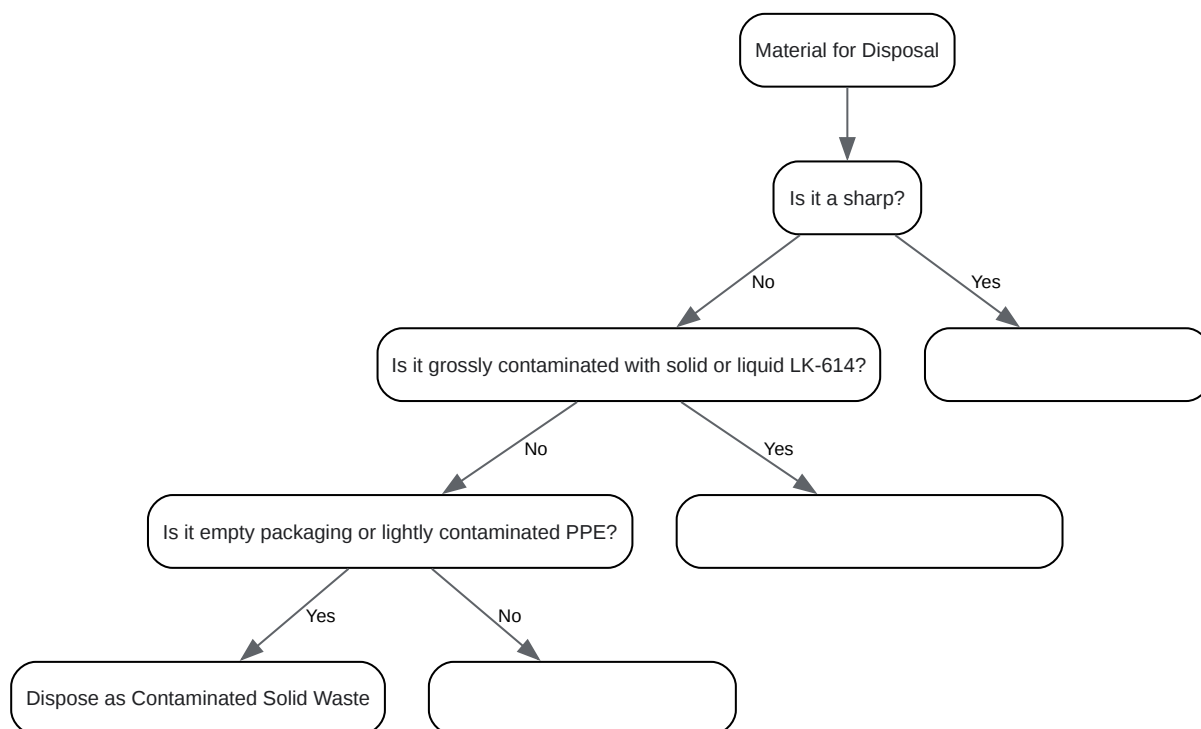 Material for Disposal
Is it a sharp?
No
Yes
Is it grossly contaminated with solid or liquid LK-614?
No
Yes
Is it empty packaging or lightly contaminated PPE?
Yes
No
Dispose as Contaminated Solid Waste